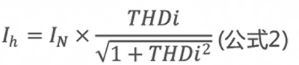 I_h = I_N × THDi / √(1 + THDi²) (公式2)